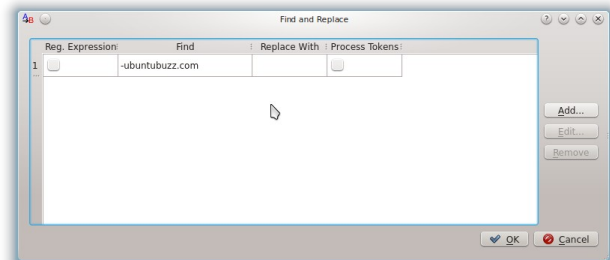 Find and Replace
Reg. Expression Find Replace With Process Tokens
1 -ubuntubuzz.com
Add...
Edit...
Remove
OK Cancel